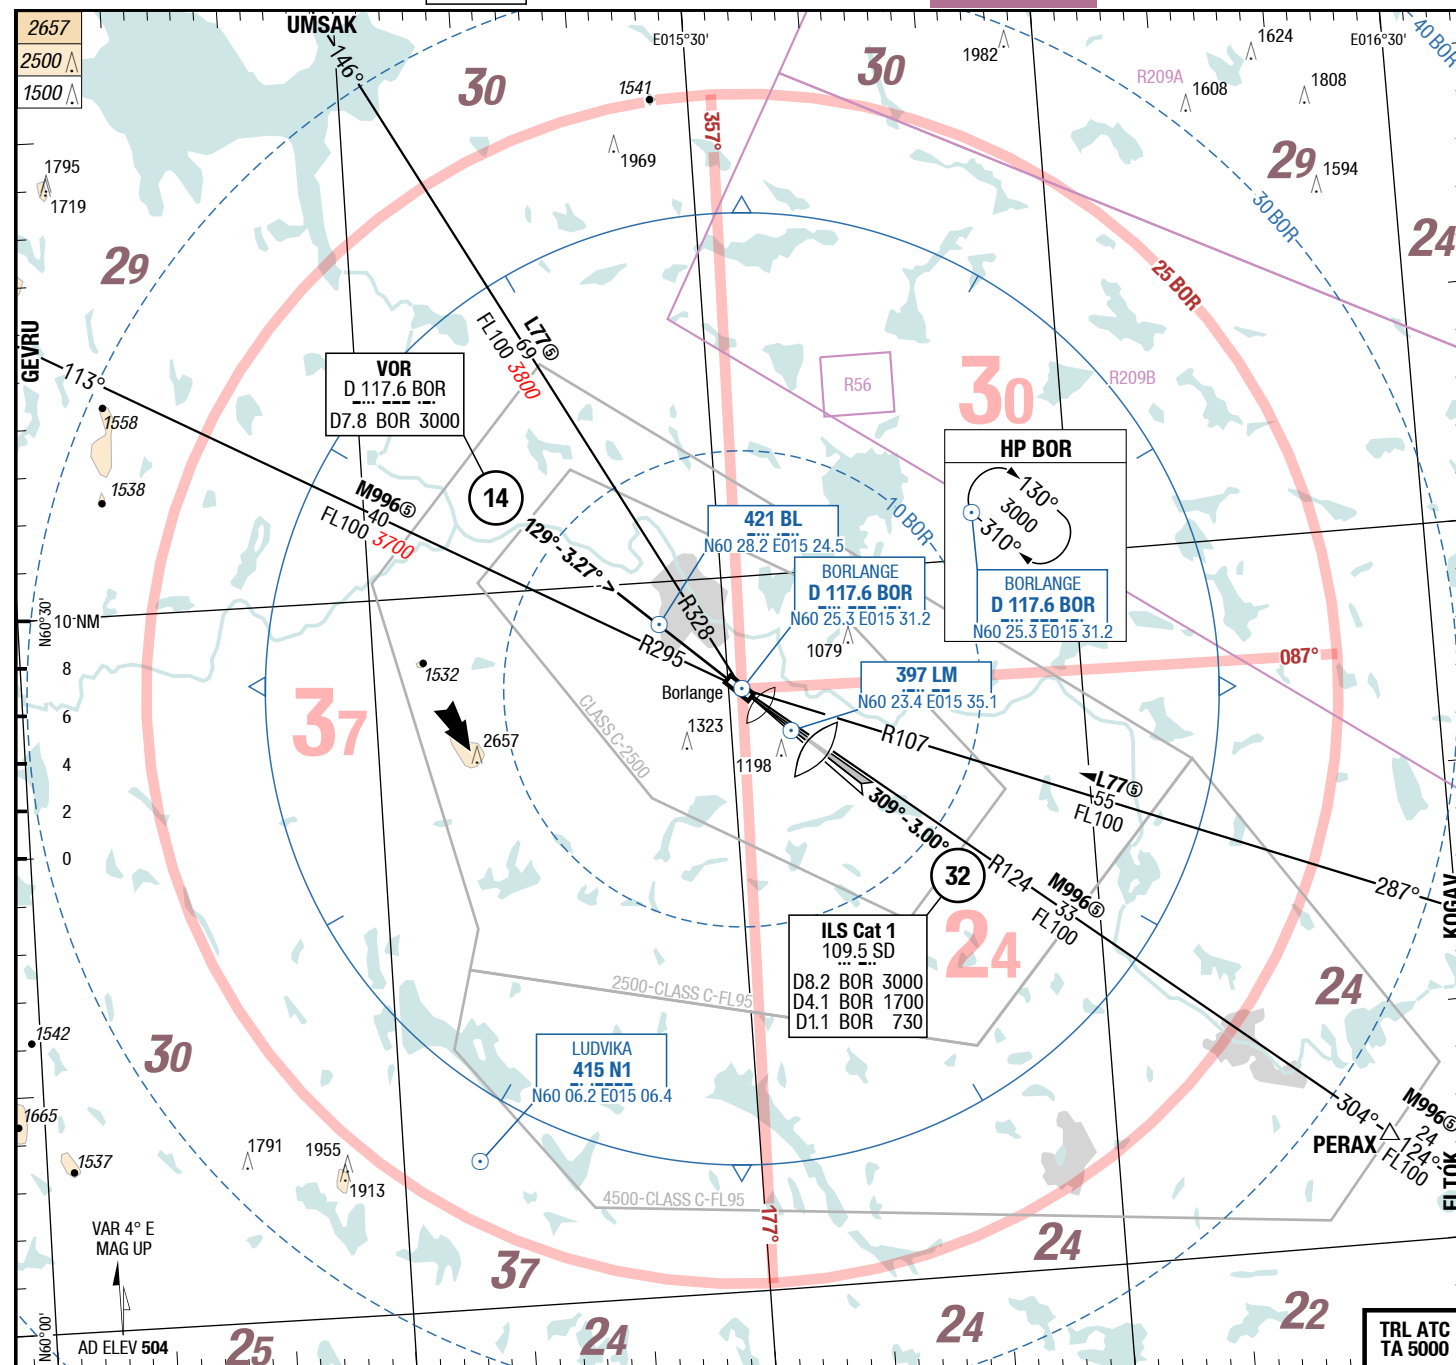 2657
2500
1500
UMSAK
146°
30
1541
E015°30'
357°
1969
30
1982
1624
E016°30'
40 BOR
R209A
1608
1808
29
1594
30 BOR
24
1795
1719
29
25 BOR
GEVRU
113°
L77⑤
69
FL100 3800
VOR
D 117.6 BOR
D7.8 BOR 3000
14
R56
30
R209B
1558
1538
M996⑤
40
FL100 3700
129°-3.27° >
10 BOR
421 BL
N60 28.2 E015 24.5
BORLANGE
D 117.6 BOR
N60 25.3 E015 31.2
HP BOR
130°
3000
310°
BORLANGE
D 117.6 BOR
N60 25.3 E015 31.2
N60°30'
10 NM
8
6
4
2
0
R328
R295
1079
087°
1532
Borlange
397 LM
N60 23.4 E015 35.1
37
2657
CLASS C-2500
1323
1198
R107
L77⑤
55
FL100
309°-3.00°
32
R124
M996⑤
33
FL100
287°
KOGAV
ILS Cat 1
109.5 SD
D8.2 BOR 3000
D4.1 BOR 1700
D1.1 BOR 730
24
24
2500-CLASS C-FL95
1542
30
LUDVIKA
415 N1
N60 06.2 E015 06.4
1665
1537
1791
1955
1913
304°
PERAX
M996⑤
24
124°
FL100
ELTOK
4500-CLASS C-FL95
177°
VAR 4° E
MAG UP
37
24
N60°00'
AD ELEV 504
25
24
24
22
TRL ATC
TA 5000